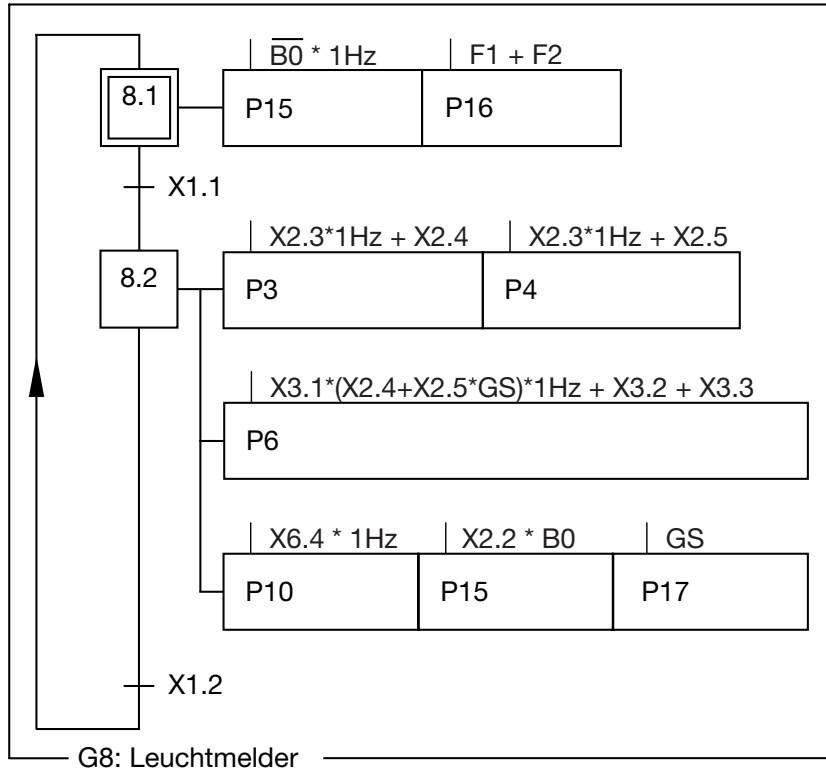 B̅0̅ * 1Hz F1 + F2
8.1 P15 P16
X1.1
X2.3*1Hz + X2.4 X2.3*1Hz + X2.5
8.2 P3 P4
X3.1*(X2.4+X2.5*GS)*1Hz + X3.2 + X3.3
P6
X6.4 * 1Hz X2.2 * B0 GS
P10 P15 P17
X1.2
G8: Leuchtmelder